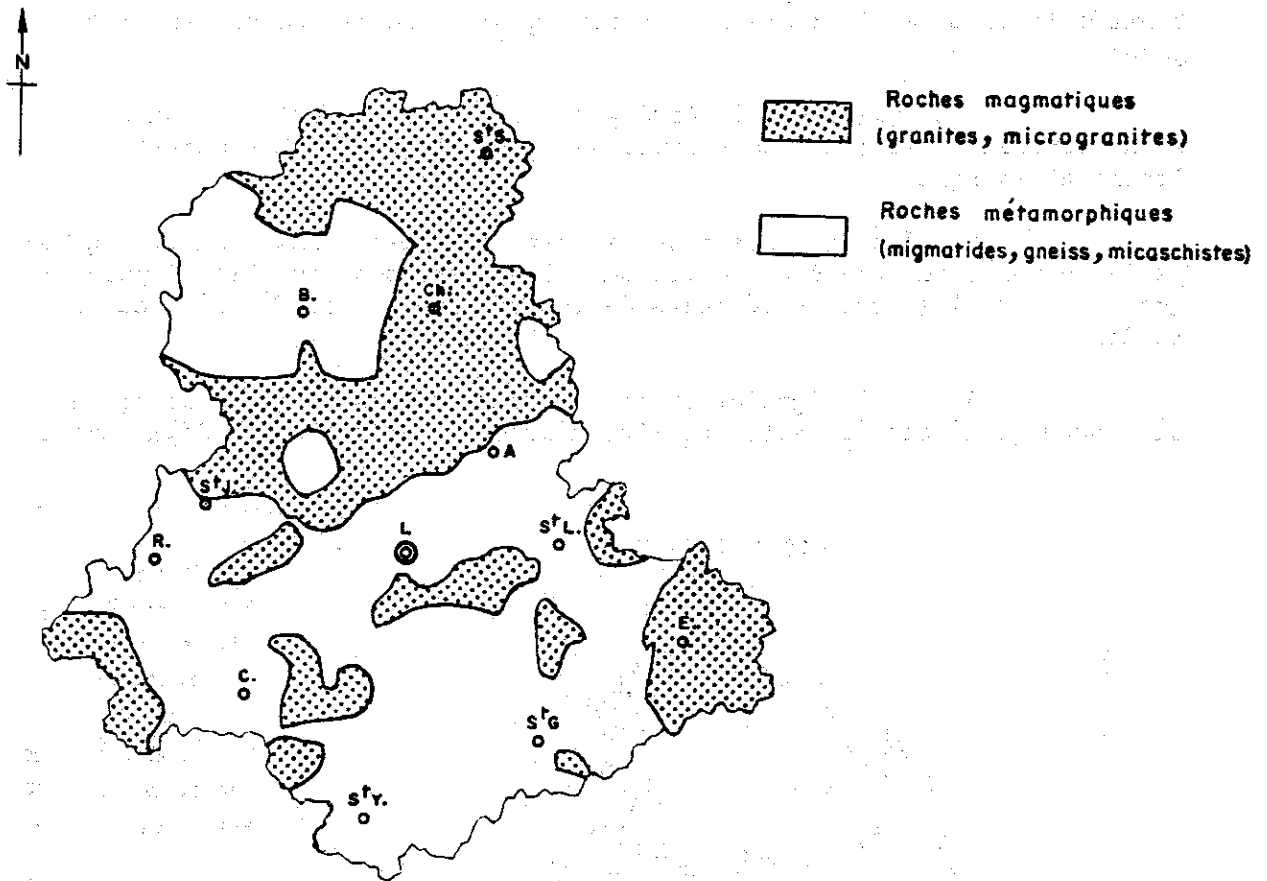 N
Roches magmatiques
(granites, microgranites)
Roches métamorphiques
(migmatides, gneiss, micaschistes)
St S.
B.
Ch.
A
St J.
L.
St L.
R.
E.
C.
St G
St Y.